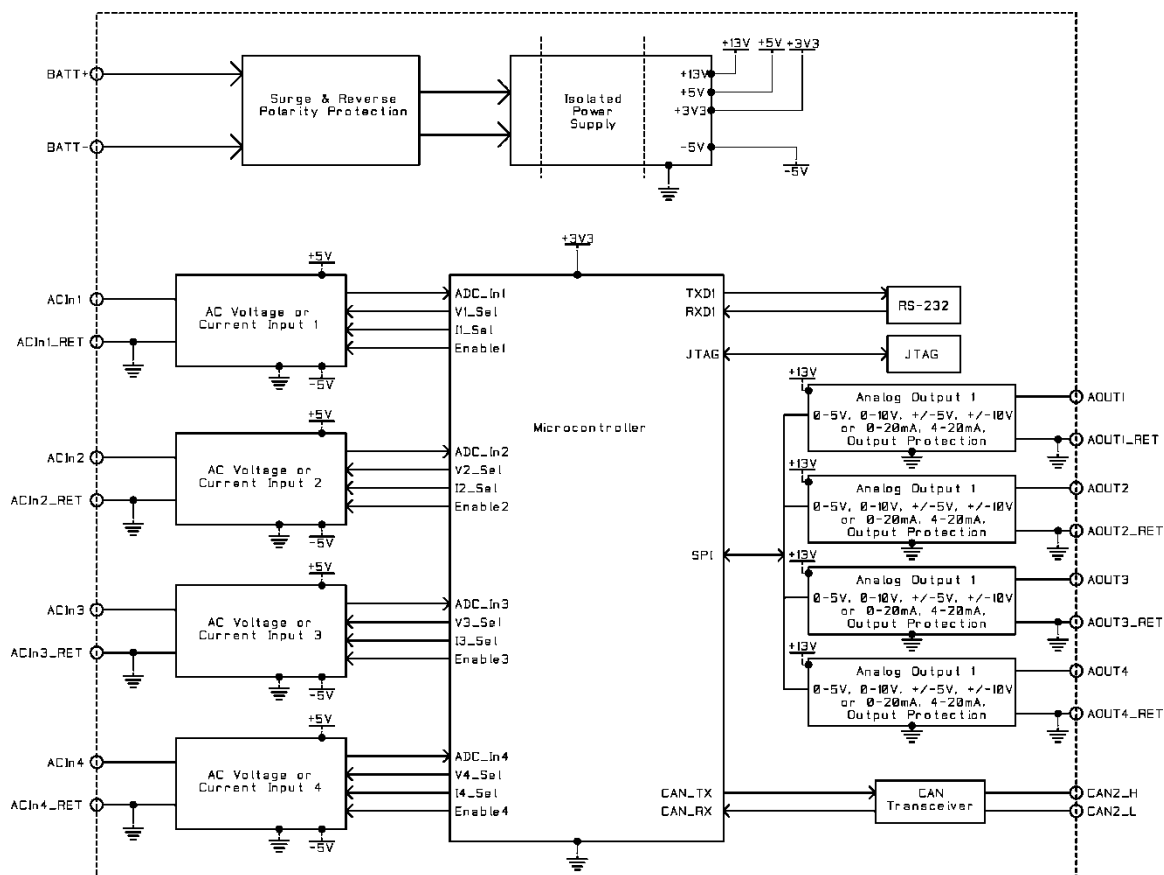 +13V +5V +3V3
BATT+
Surge & Reverse
Polarity Protection
Isolated
Power
Supply
+13V
+5V
+3V3
-5V
BATT-
-5V
+3V3
+5V
ACIn1
AC Voltage or
Current Input 1
ACIn1_RET
-5V
ADC_In1
V1_Sel
I1_Sel
Enable1
TXD1
RXD1
RS-232
JTAG
JTAG
Microcontroller
+5V
ACIn2
AC Voltage or
Current Input 2
ACIn2_RET
-5V
ADC_In2
V2_Sel
I2_Sel
Enable2
+13V
Analog Output 1
0-5V, 0-10V, +/-5V, +/-10V
or 0-20mA, 4-20mA,
Output Protection
AOUT1
AOUT1_RET
+13V
Analog Output 1
0-5V, 0-10V, +/-5V, +/-10V
or 0-20mA, 4-20mA,
Output Protection
AOUT2
AOUT2_RET
SPI
+5V
ACIn3
AC Voltage or
Current Input 3
ACIn3_RET
-5V
ADC_In3
V3_Sel
I3_Sel
Enable3
+13V
Analog Output 1
0-5V, 0-10V, +/-5V, +/-10V
or 0-20mA, 4-20mA,
Output Protection
AOUT3
AOUT3_RET
+13V
Analog Output 1
0-5V, 0-10V, +/-5V, +/-10V
or 0-20mA, 4-20mA,
Output Protection
AOUT4
AOUT4_RET
+5V
ACIn4
AC Voltage or
Current Input 4
ACIn4_RET
-5V
ADC_In4
V4_Sel
I4_Sel
Enable4
CAN_TX
CAN_RX
CAN
Transceiver
CAN2_H
CAN2_L